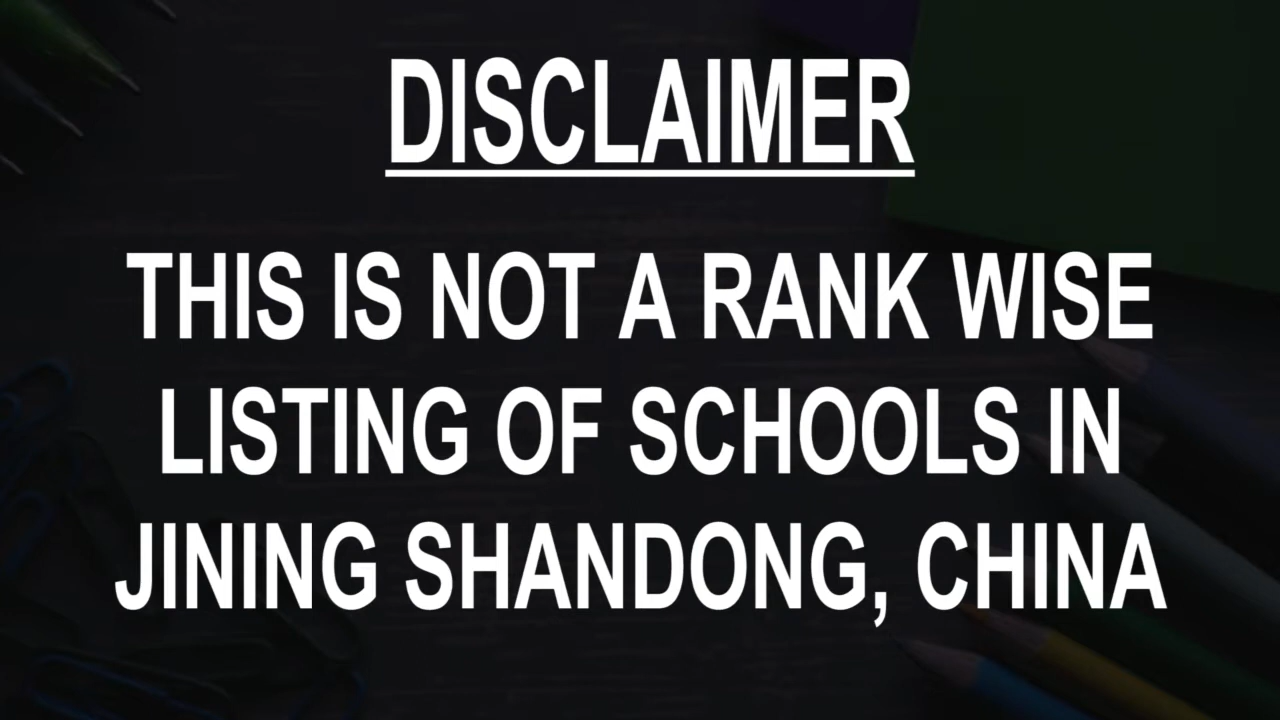 DISCLAIMER
THIS IS NOT A RANK WISE
LISTING OF SCHOOLS IN
JINING SHANDONG, CHINA